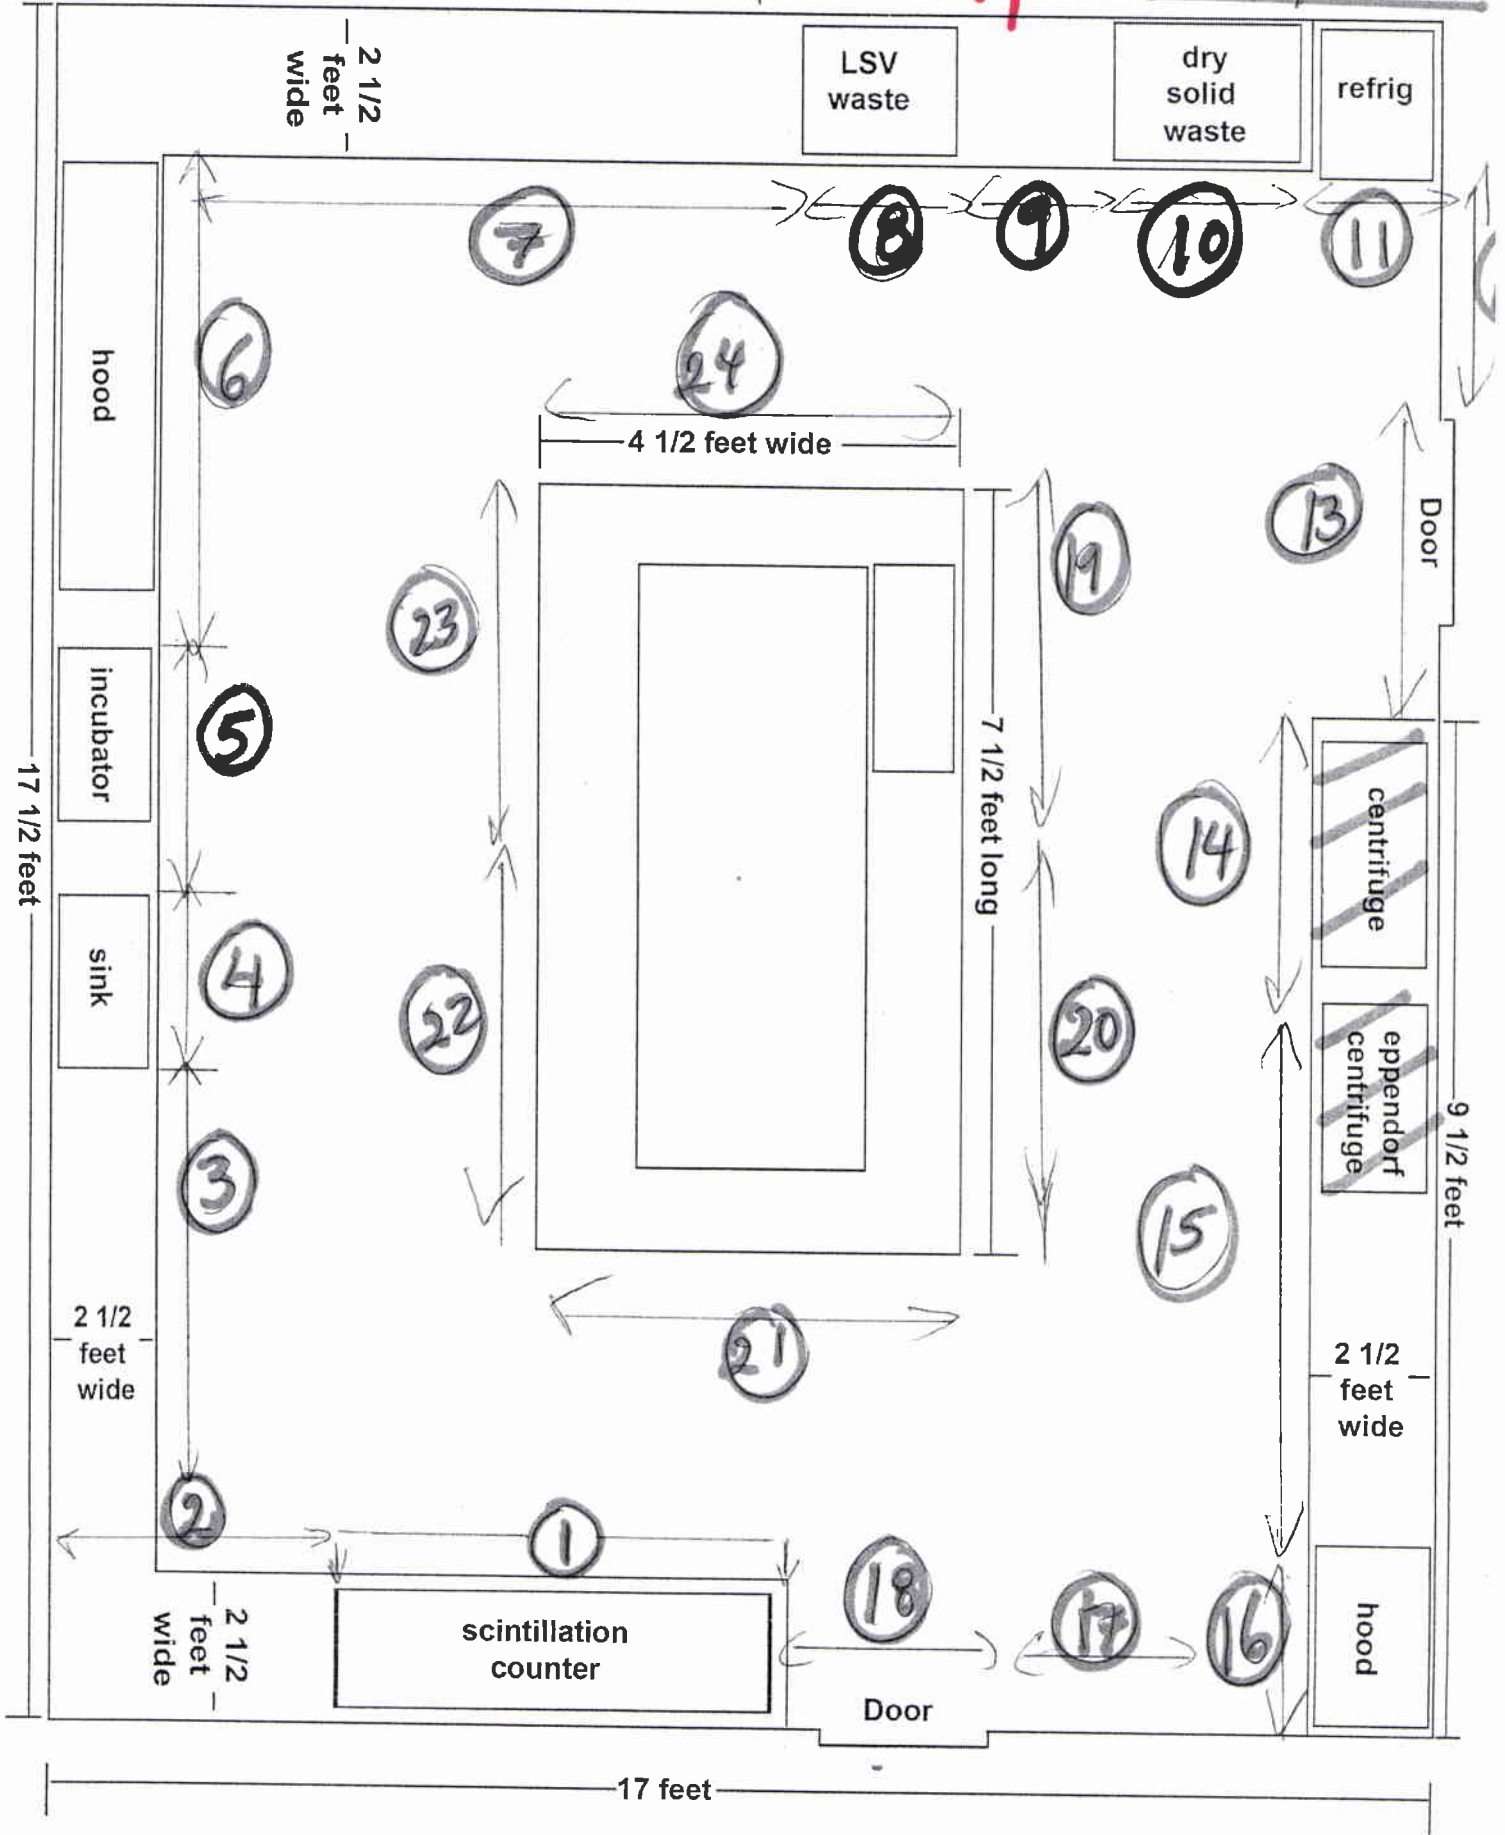 2 1/2
feet
wide
LSV
waste
dry
solid
waste
refrig
7
8
9
10
11
6
24
hood
4 1/2 feet wide
13
Door
19
23
incubator
5
17 1/2 feet
7 1/2 feet long
14
centrifuge
sink
4
22
20
eppendorf
centrifuge
9 1/2 feet
3
15
2 1/2
feet
wide
21
2 1/2
feet
wide
2
1
18
17
16
hood
2 1/2
feet
wide
scintillation
counter
Door
17 feet